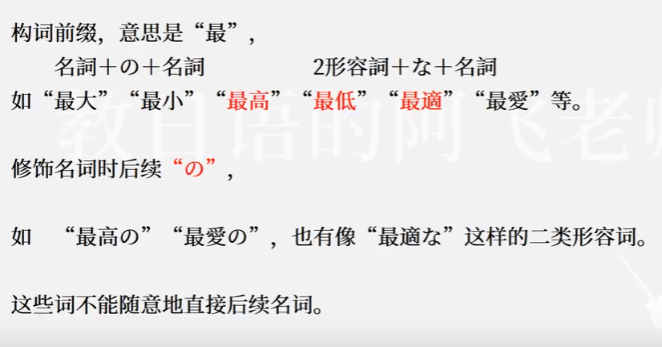 构词前缀，意思是“最”，
名詞＋の＋名詞　　2形容詞＋な＋名詞
如“最大”“最小”“最高”“最低”“最適”“最愛”等。
教日语的阿飞老师
修饰名词时后续“の”，
如　“最高の”“最愛の”，也有像“最適な”这样的二类形容词。
这些词不能随意地直接后续名词。